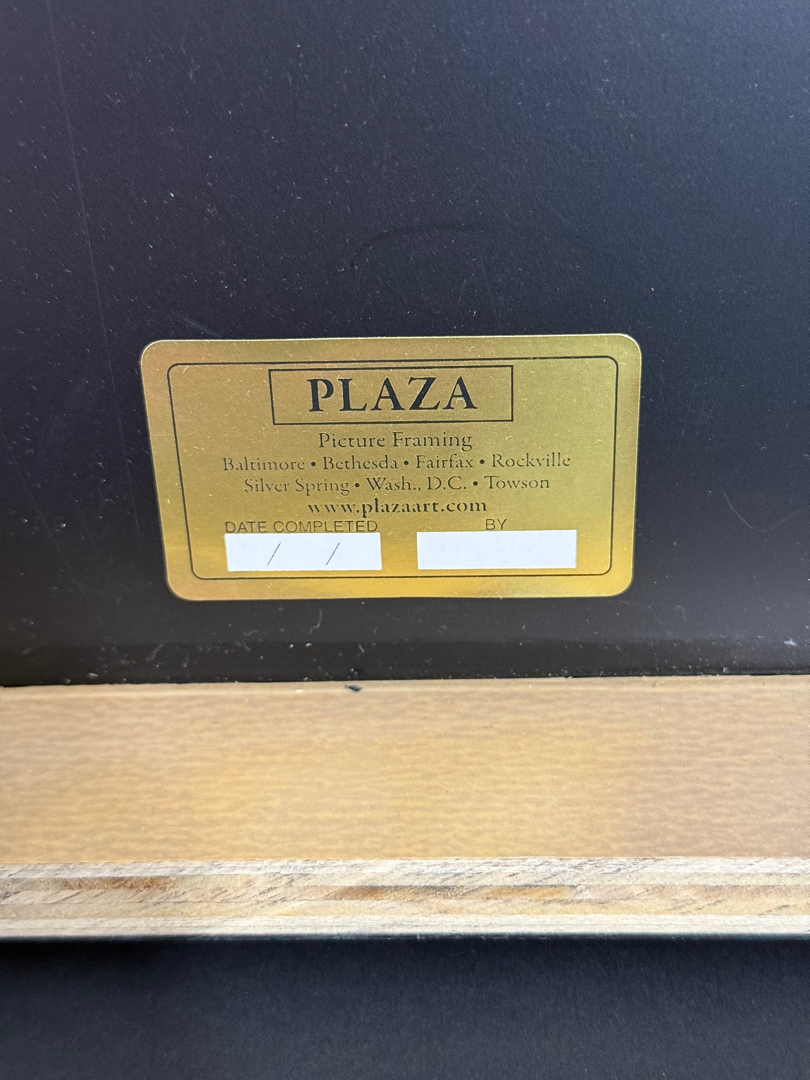 PLAZA
Picture Framing
Baltimore • Bethesda • Fairfax • Rockville
Silver Spring • Wash., D.C. • Towson
www.plazaart.com
DATE COMPLETED BY
/ /